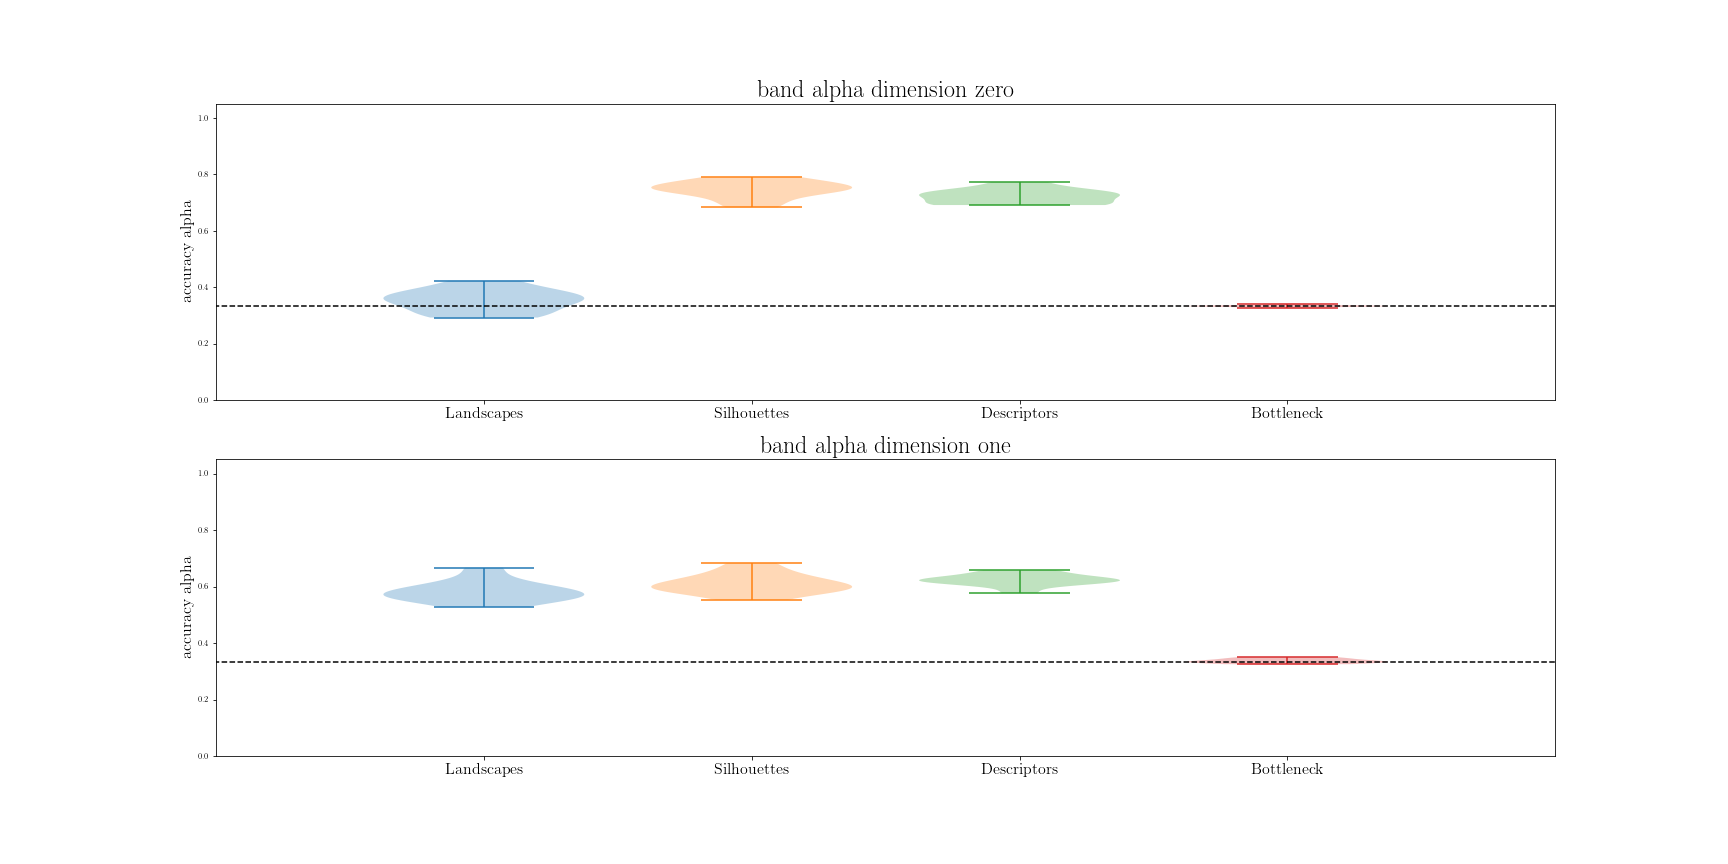 band alpha dimension zero
accuracy alpha
1.0
0.8
0.6
0.4
0.2
0.0
Landscapes Silhouettes Descriptors Bottleneck
band alpha dimension one
accuracy alpha
1.0
0.8
0.6
0.4
0.2
0.0
Landscapes Silhouettes Descriptors Bottleneck